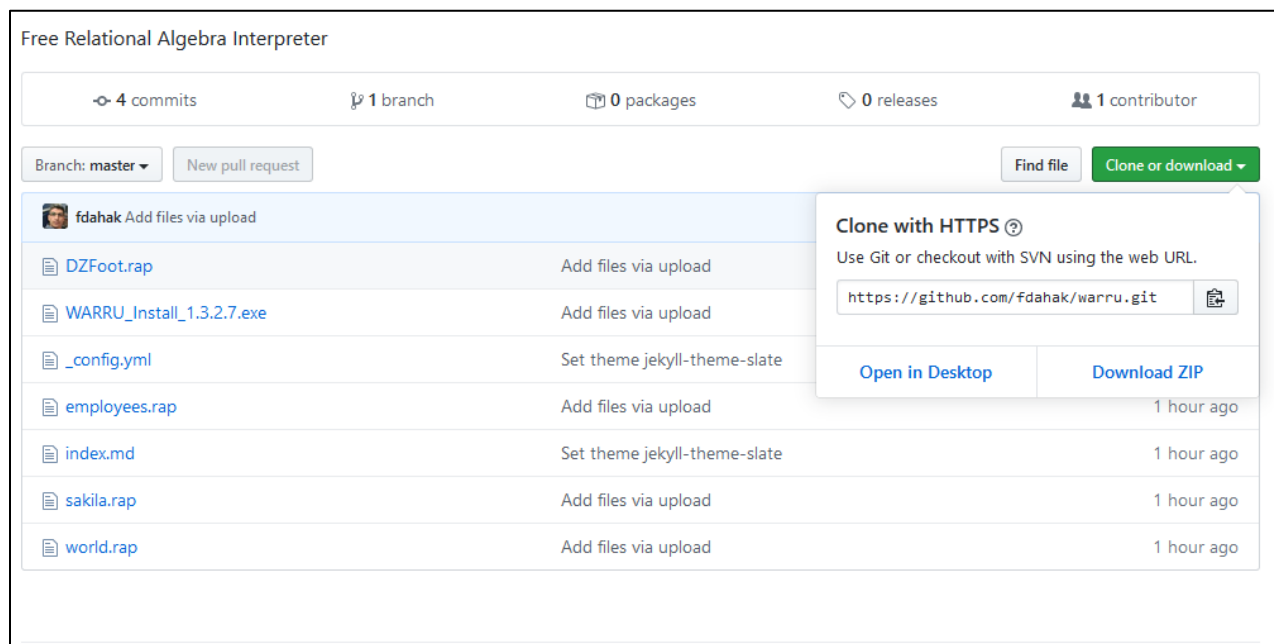 Free Relational Algebra Interpreter
4 commits 1 branch 0 packages 0 releases 1 contributor
Branch: master New pull request Find file Clone or download
fdahak Add files via upload
Clone with HTTPS ?
Use Git or checkout with SVN using the web URL.
https://github.com/fdahak/warru.git
Open in Desktop Download ZIP
DZFoot.rap Add files via upload
WARRU_Install_1.3.2.7.exe Add files via upload
_config.yml Set theme jekyll-theme-slate
employees.rap Add files via upload 1 hour ago
index.md Set theme jekyll-theme-slate 1 hour ago
sakila.rap Add files via upload 1 hour ago
world.rap Add files via upload 1 hour ago